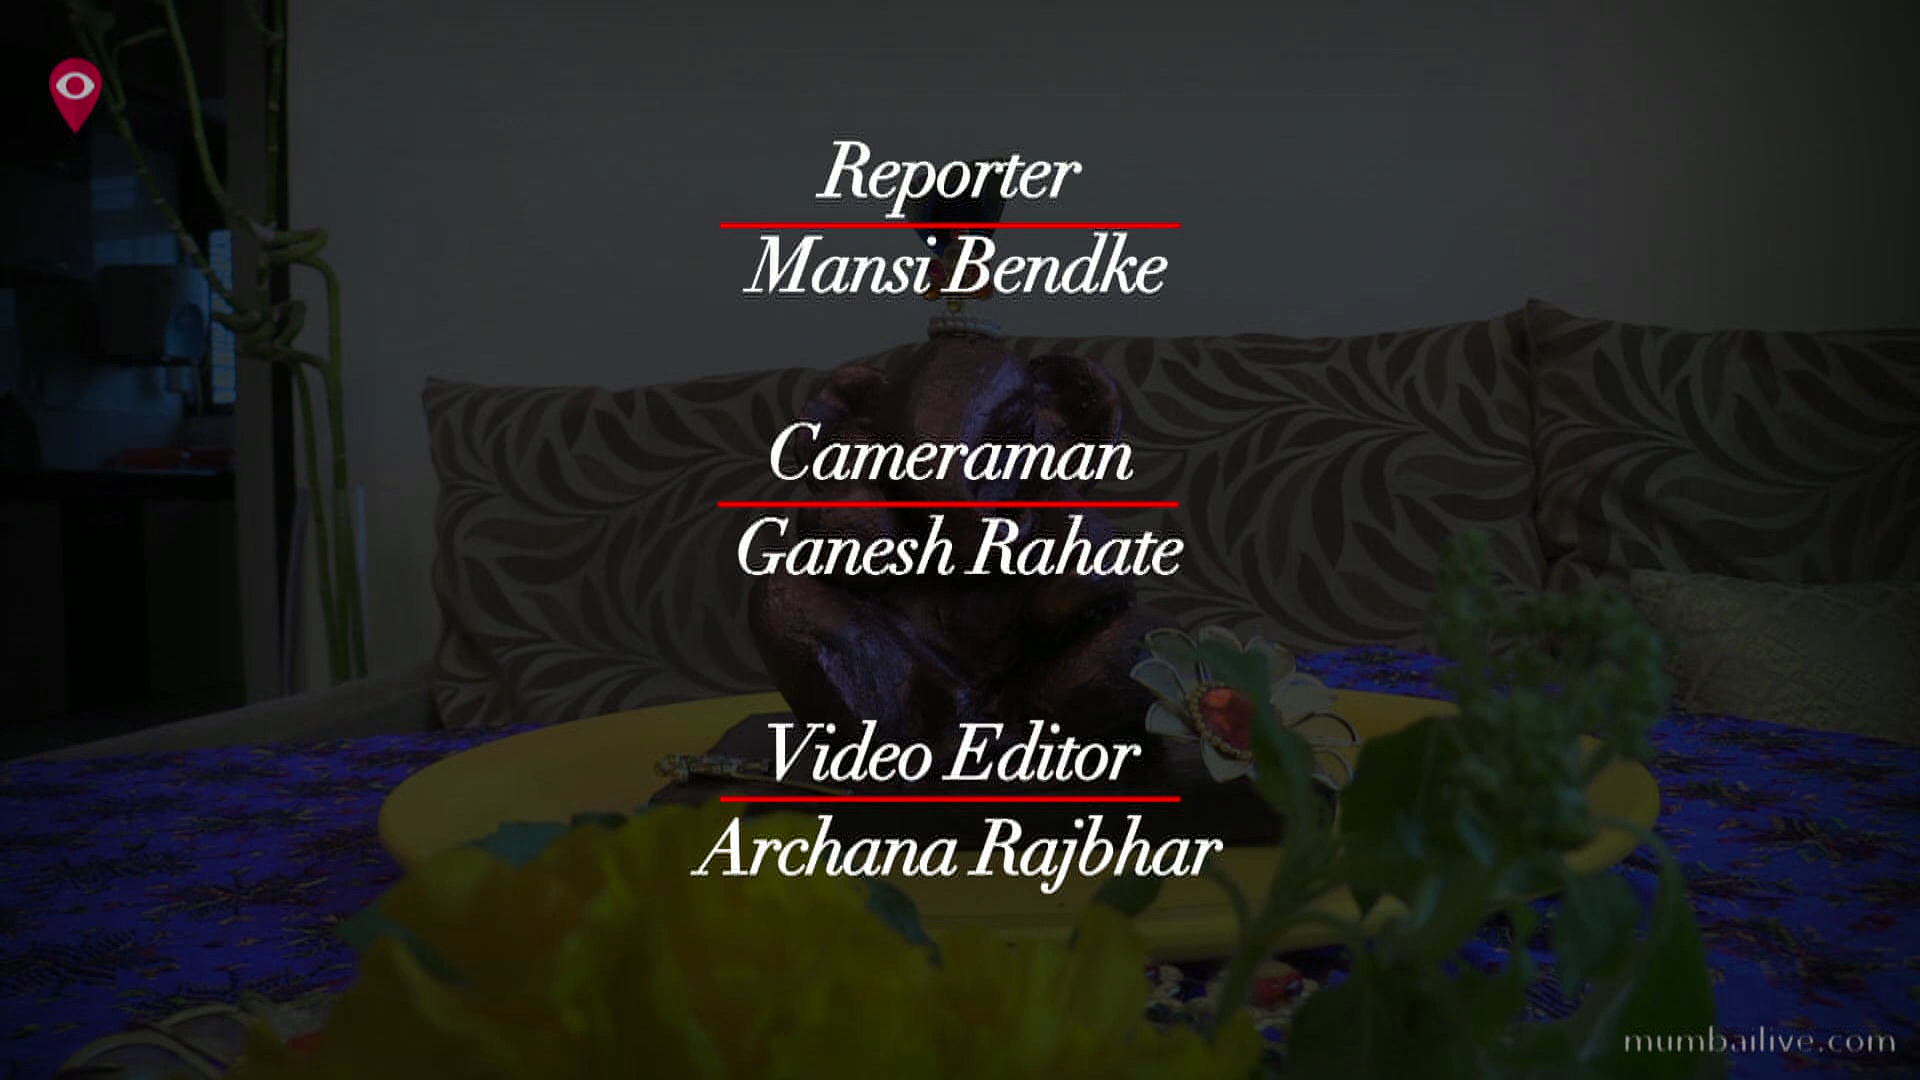 Reporter
Mansi Bendke
Cameraman
Ganesh Rahate
Video Editor
Archana Rajbhar
mumbailive.com